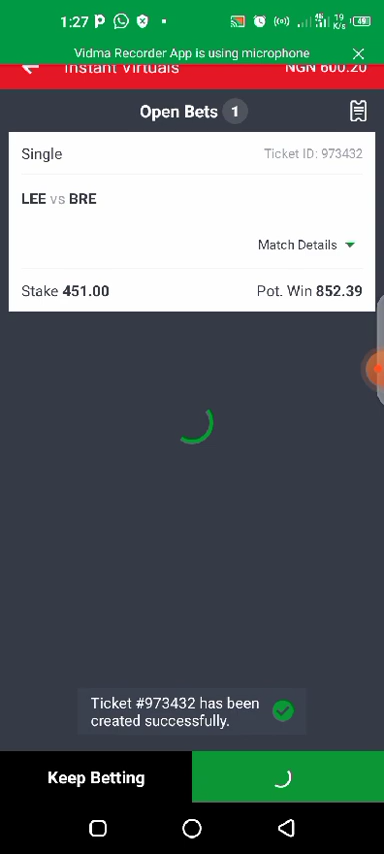 1:27
19
K/s
49
Vidma Recorder App is using microphone
Instant Virtuals NGN 600.20
Open Bets 1
Single Ticket ID: 973432
LEE vs BRE
Match Details
Stake 451.00 Pot. Win 852.39
Ticket #973432 has been
created successfully.
Keep Betting